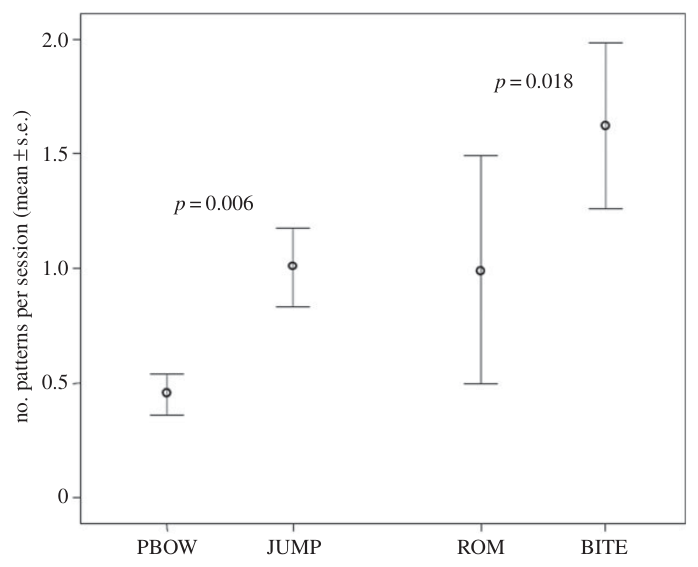 no. patterns per session (mean ± s.e.)
2.0
1.5
1.0
0.5
0
p = 0.006
p = 0.018
PBOW JUMP ROM BITE